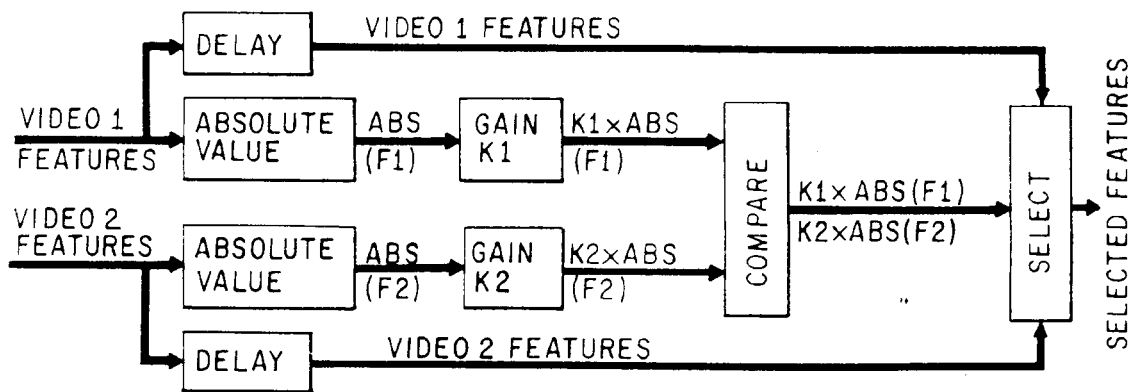 DELAY
VIDEO 1 FEATURES
VIDEO 1
FEATURES
ABSOLUTE
VALUE
ABS
(F1)
GAIN
K1
K1×ABS
(F1)
COMPARE
K1×ABS(F1)
K2×ABS(F2)
SELECT
SELECTED FEATURES
VIDEO 2
FEATURES
ABSOLUTE
VALUE
ABS
(F2)
GAIN
K2
K2×ABS
(F2)
DELAY
VIDEO 2 FEATURES